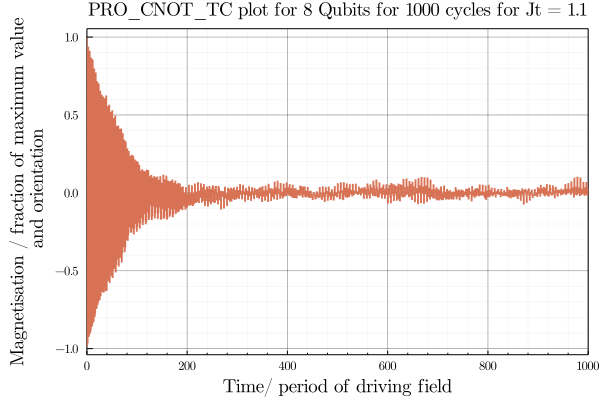 PRO_CNOT_TC plot for 8 Qubits for 1000 cycles for Jt = 1.1
Magnetisation / fraction of maximum value
and orientation
1.0
0.5
0.0
−0.5
−1.0
0 200 400 600 800 1000
Time/ period of driving field